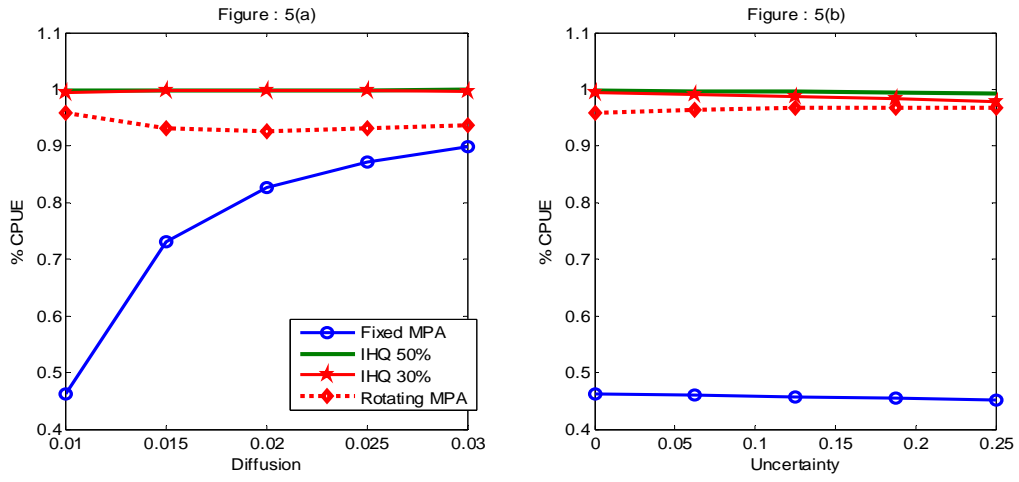 Figure : 5(a)
1.1
1
0.9
0.8
0.7
0.6
0.5
0.4
% CPUE
0.01
0.015
0.02
0.025
0.03
Diffusion
Fixed MPA
IHQ 50%
IHQ 30%
Rotating MPA
Figure : 5(b)
1.1
1
0.9
0.8
0.7
0.6
0.5
0.4
% CPUE
0
0.05
0.1
0.15
0.2
0.25
Uncertainty